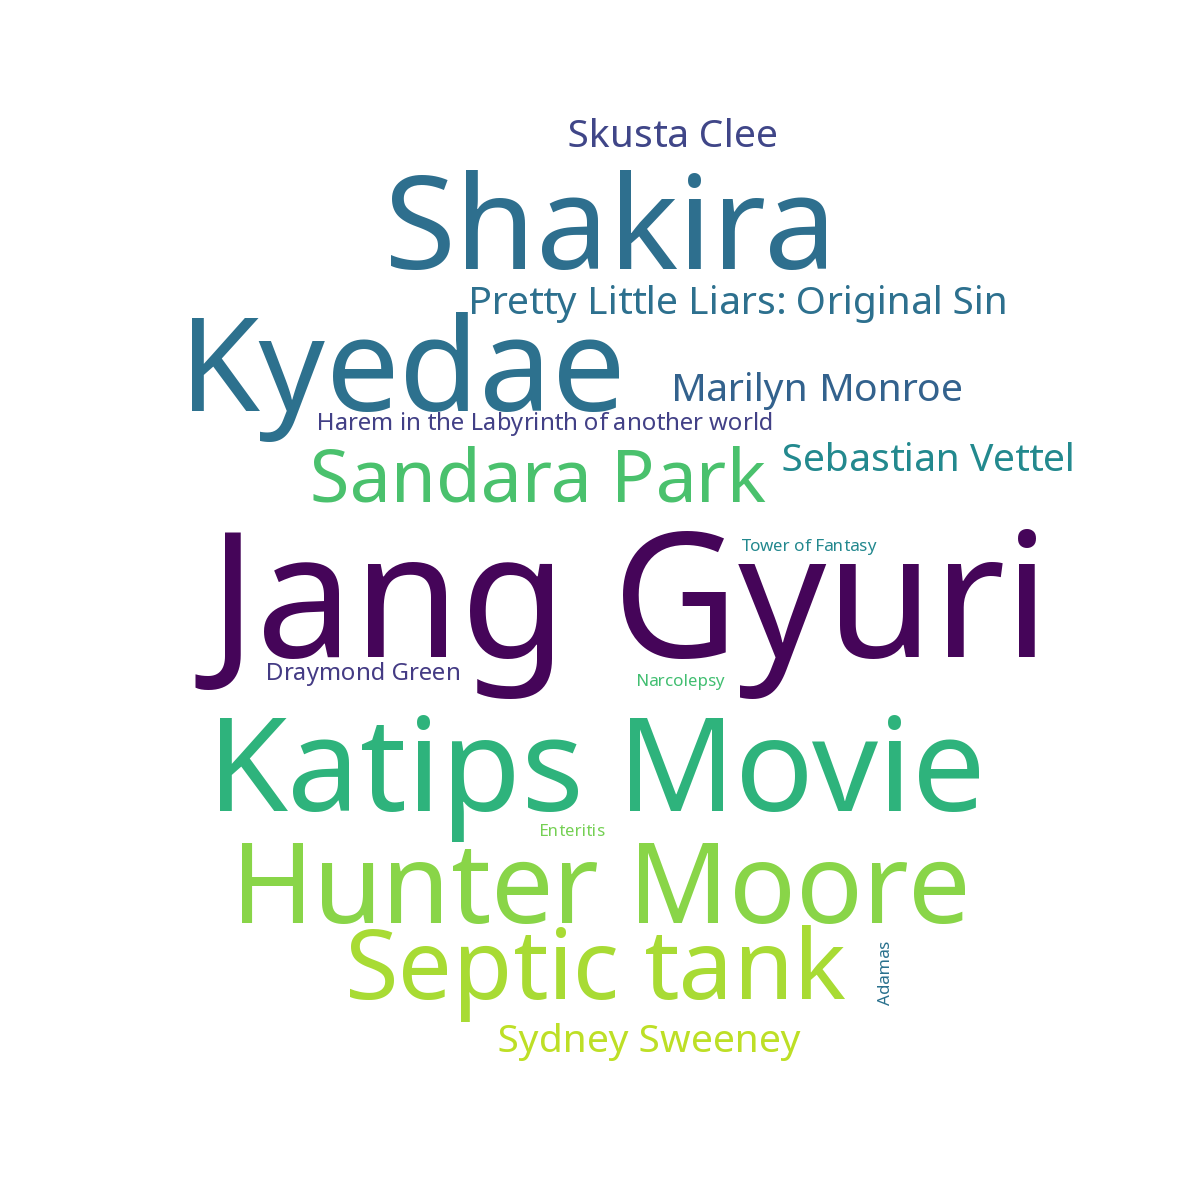 Skusta Clee
Shakira
Pretty Little Liars: Original Sin
Kyedae
Marilyn Monroe
Harem in the Labyrinth of another world
Sandara Park
Sebastian Vettel
Tower of Fantasy
Jang Gyuri
Draymond Green
Narcolepsy
Katips Movie
Enteritis
Hunter Moore
Septic tank
Adamas
Sydney Sweeney